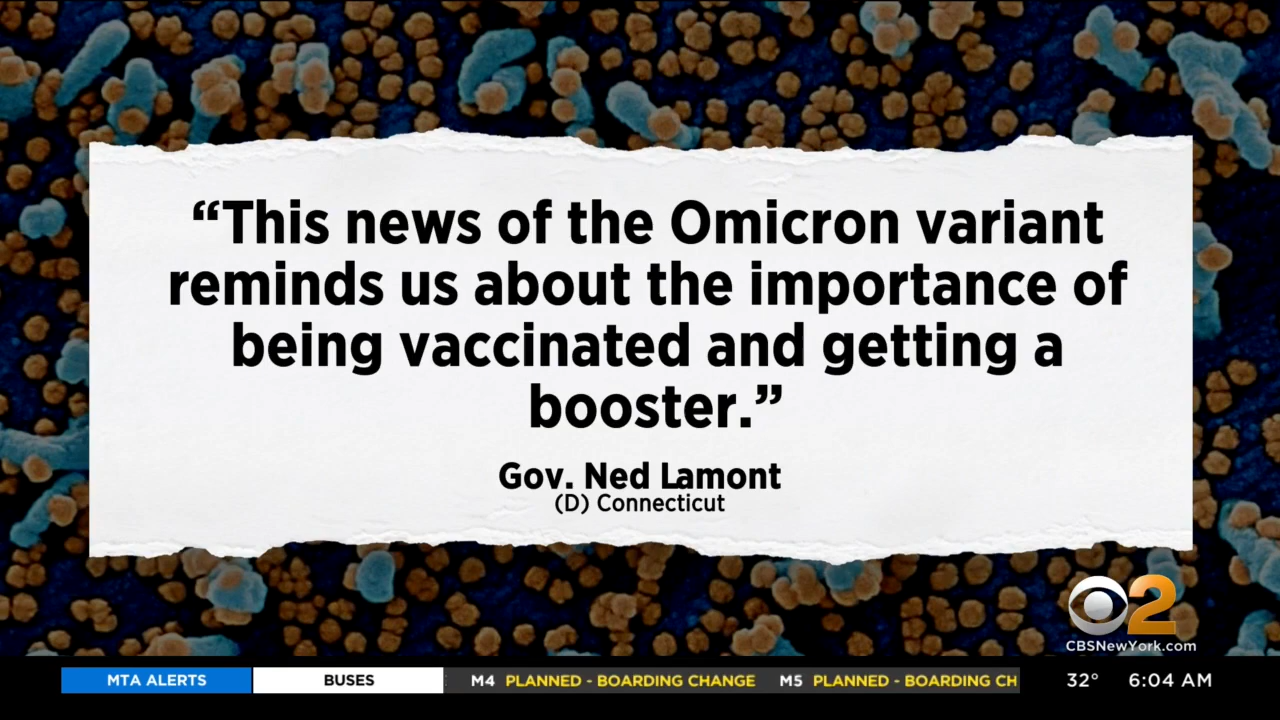 “This news of the Omicron variant
reminds us about the importance of
being vaccinated and getting a
booster.”
Gov. Ned Lamont
(D) Connecticut
2
CBSNewYork.com
MTA ALERTS BUSES M4 PLANNED - BOARDING CHANGE M5 PLANNED - BOARDING CH 32° 6:04 AM